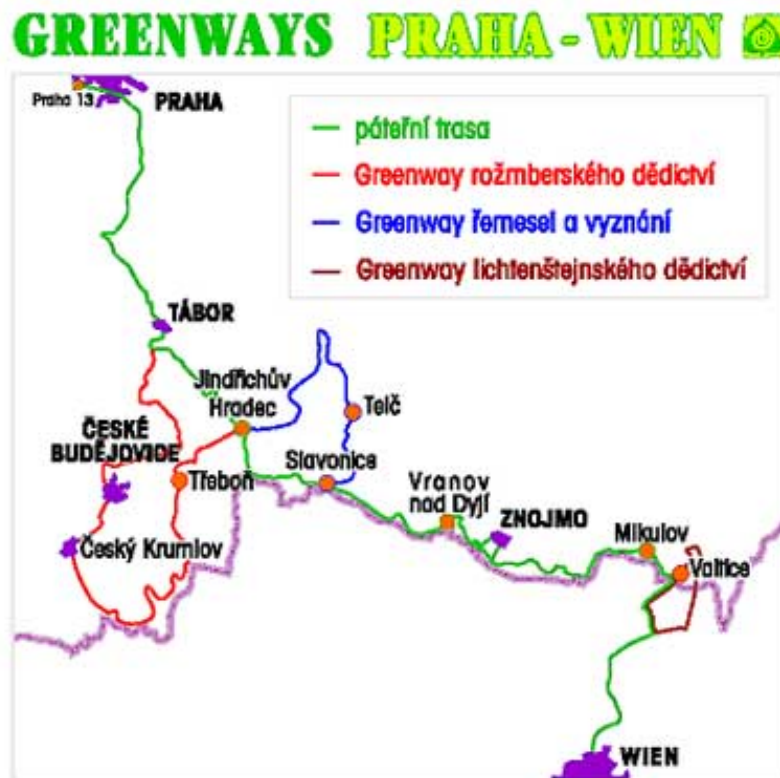 GREENWAYS PRAHA - WIEN
Praha 13
PRAHA
páteřní trasa
Greenway rožmberského dědictví
Greenway řemesel a vyznání
Greenway lichtenštejnského dědictví
TÁBOR
Jindřichův
Hradec
Telč
ČESKÉ
BUDĚJOVIDE
Třeboň
Slavonice
Vranov
nad Dyjí
ZNOJMO
Mikulov
Valtice
Český Krumlov
WIEN